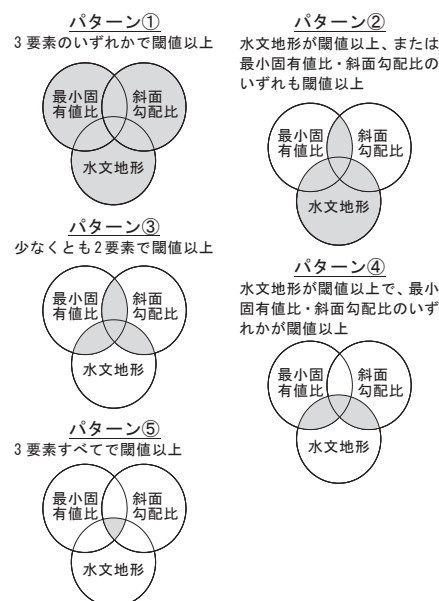 パターン①
3要素のいずれかで閾値以上
最小固
有値比
斜面
勾配比
水文地形
パターン②
水文地形が閾値以上、または
最小固有値比・斜面勾配比の
いずれも閾値以上
最小固
有値比
斜面
勾配比
水文地形
パターン③
少なくとも2要素で閾値以上
最小固
有値比
斜面
勾配比
水文地形
パターン④
水文地形が閾値以上で、最小
固有値比・斜面勾配比のいず
れかが閾値以上
最小固
有値比
斜面
勾配比
水文地形
パターン⑤
3要素すべてで閾値以上
最小固
有値比
斜面
勾配比
水文地形